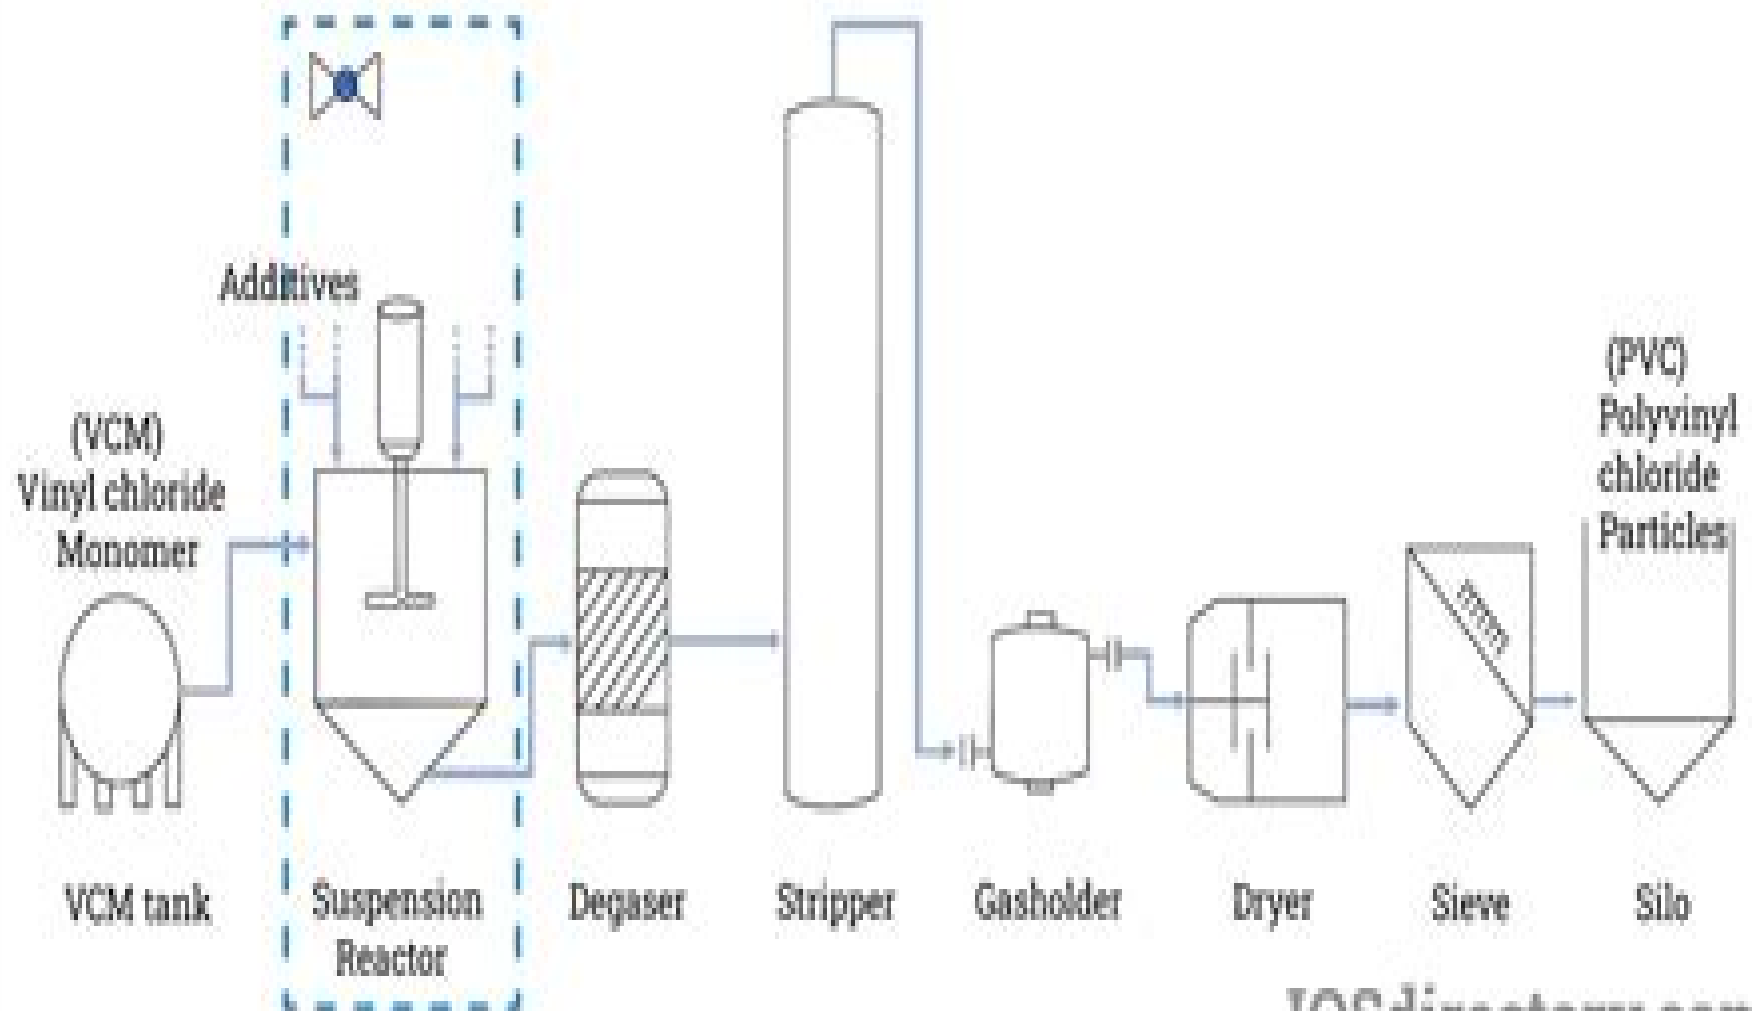 Additives
(VCM)
Vinyl chloride
Monomer
(PVC)
Polyvinyl
chloride
Particles
VCM tank
Suspension
Reactor
Degaser
Stripper
Gasholder
Dryer
Sieve
Silo